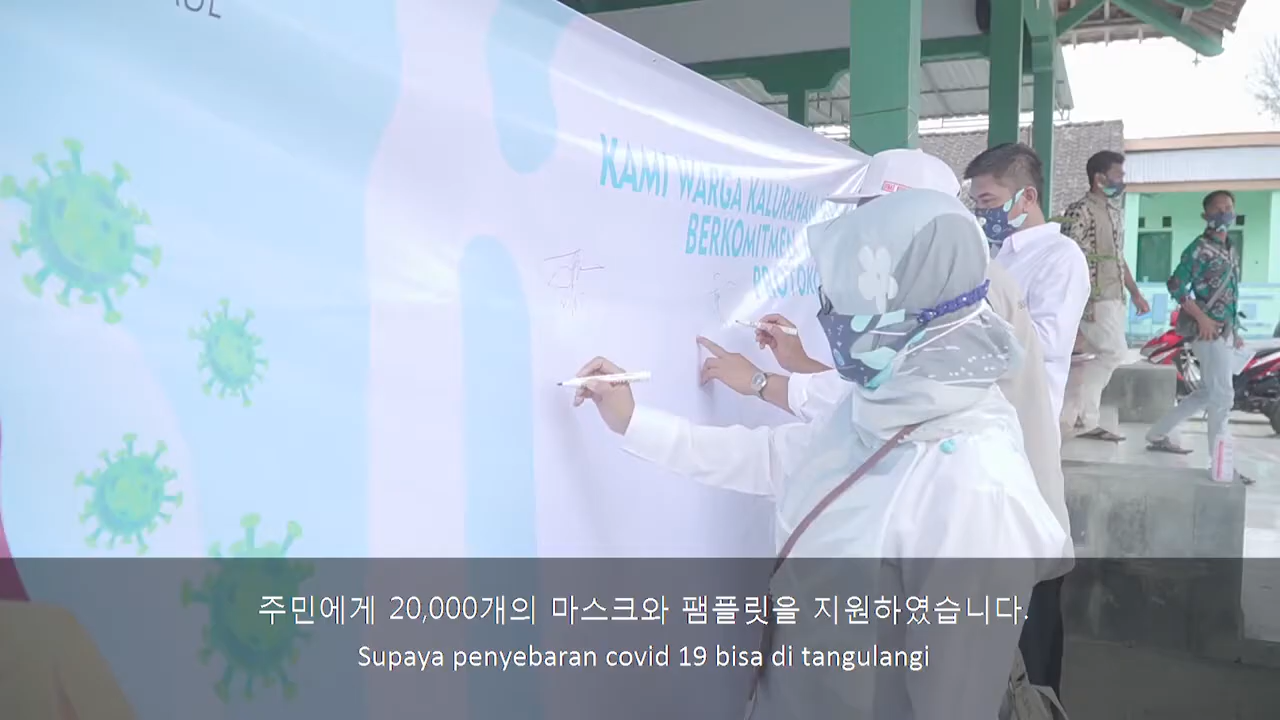 KAMI WARGA KALURAHAN
BERKOMITMEN
주민에게 20,000개의 마스크와 팸플릿을 지원하였습니다.
Supaya penyebaran covid 19 bisa di tangulangi